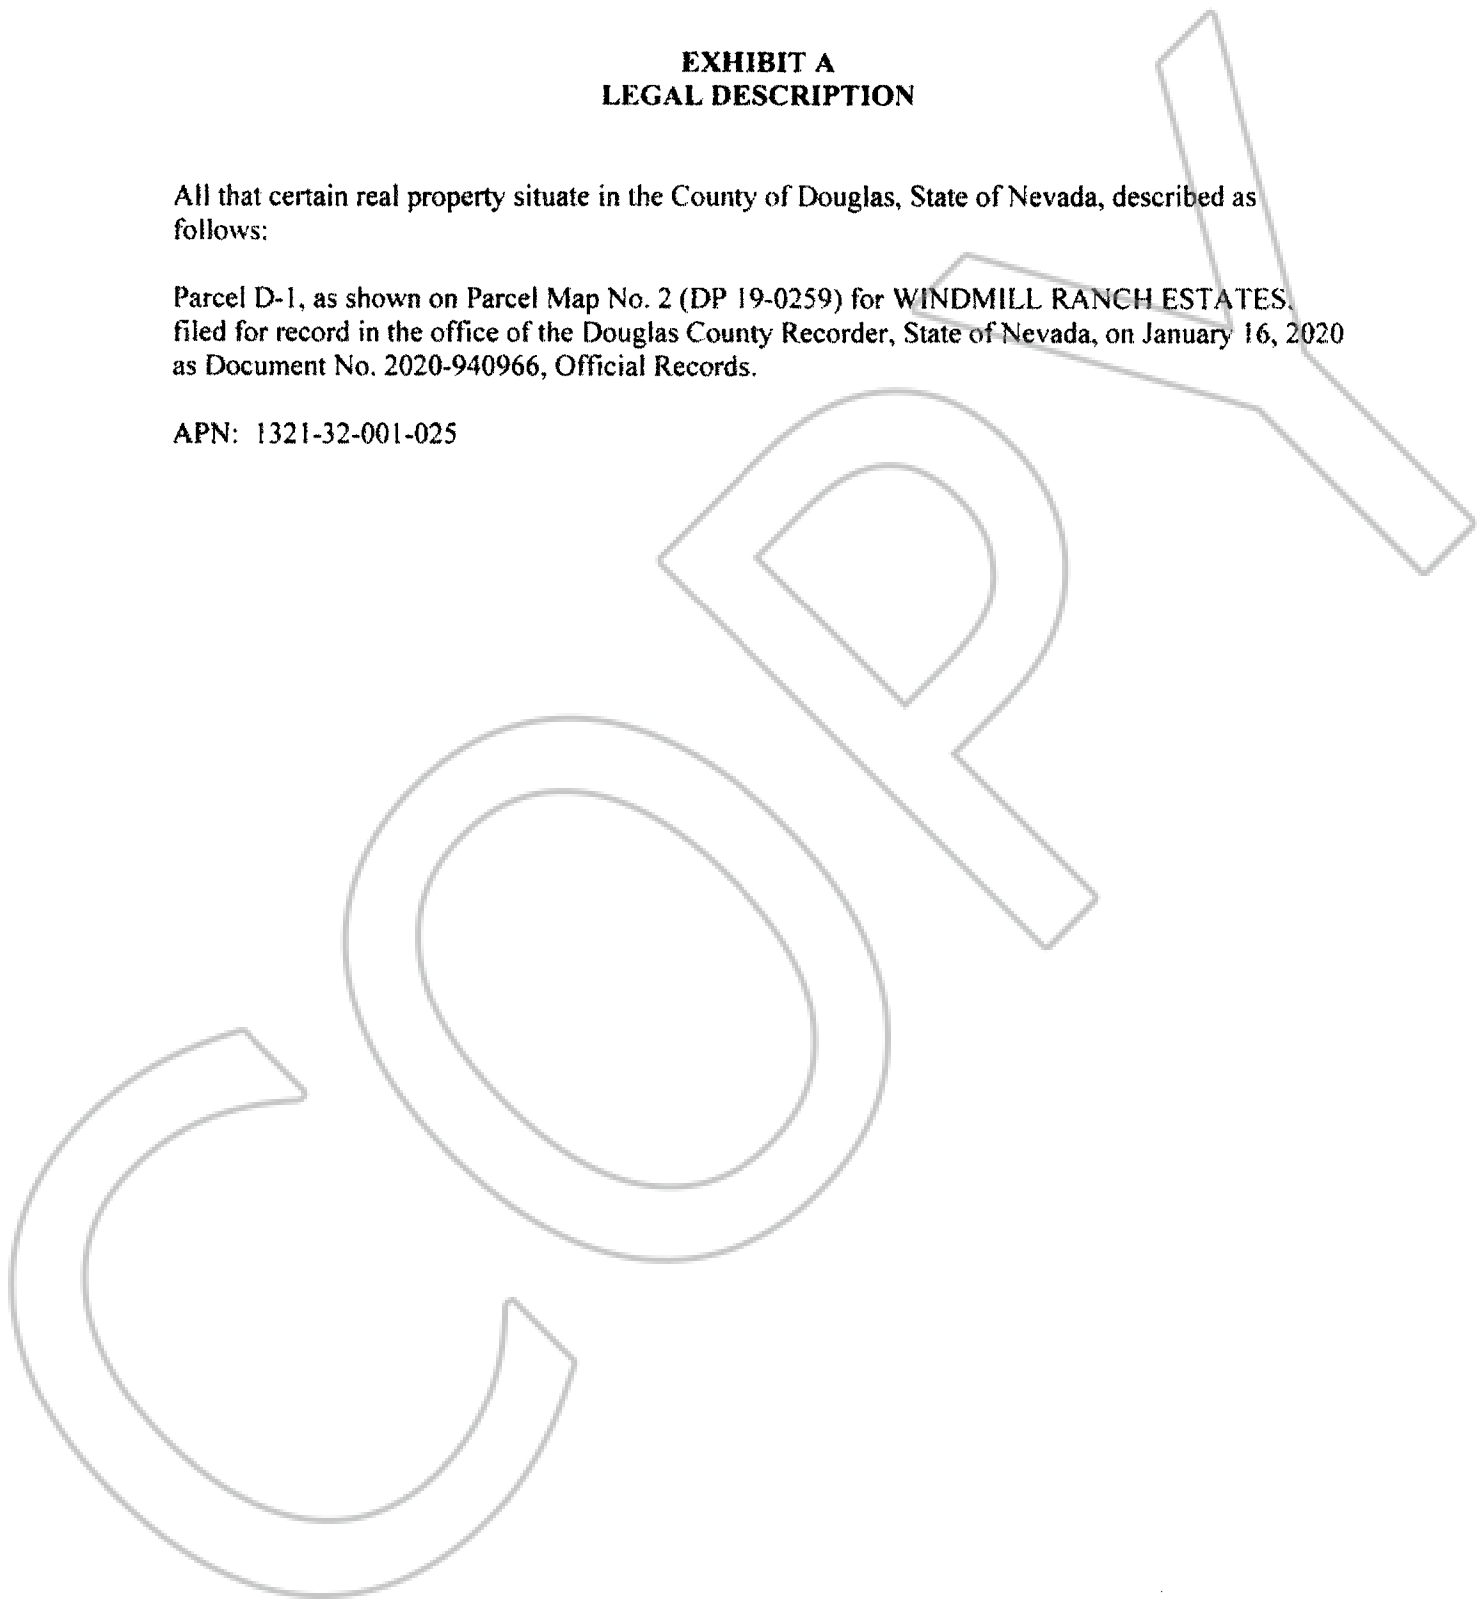 EXHIBIT A
LEGAL DESCRIPTION
All that certain real property situate in the County of Douglas, State of Nevada, described as
follows:
Parcel D-1, as shown on Parcel Map No. 2 (DP 19-0259) for WINDMILL RANCH ESTATES,
filed for record in the office of the Douglas County Recorder, State of Nevada, on January 16, 2020
as Document No. 2020-940966, Official Records.
APN: 1321-32-001-025
COPY